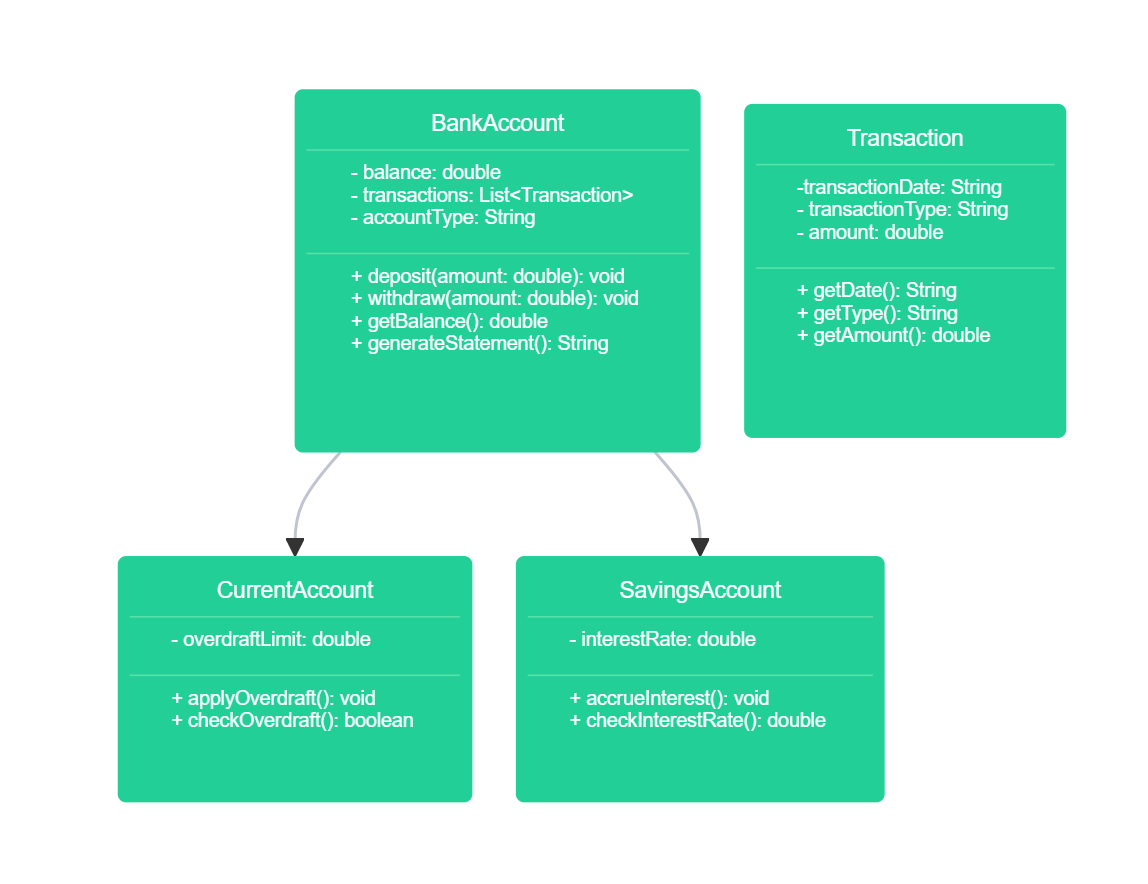 BankAccount
- balance: double
- transactions: List<Transaction>
- accountType: String
+ deposit(amount: double): void
+ withdraw(amount: double): void
+ getBalance(): double
+ generateStatement(): String
Transaction
-transactionDate: String
- transactionType: String
- amount: double
+ getDate(): String
+ getType(): String
+ getAmount(): double
CurrentAccount
- overdraftLimit: double
+ applyOverdraft(): void
+ checkOverdraft(): boolean
SavingsAccount
- interestRate: double
+ accrueInterest(): void
+ checkInterestRate(): double